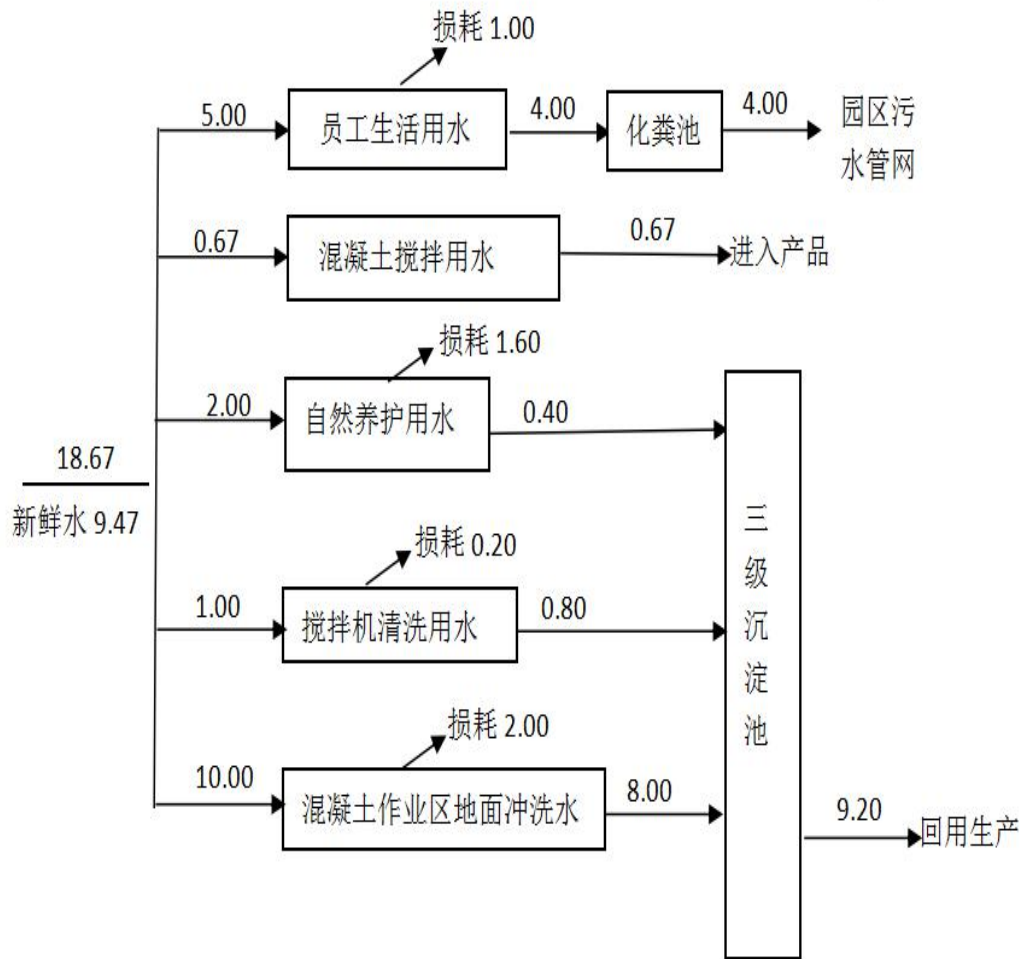 损耗 1.00
5.00
员工生活用水
4.00
化粪池
4.00
园区污
水管网
0.67
混凝土搅拌用水
0.67
进入产品
损耗 1.60
2.00
自然养护用水
0.40
18.67
新鲜水 9.47
损耗 0.20
1.00
搅拌机清洗用水
0.80
三
级
沉
淀
池
损耗 2.00
10.00
混凝土作业区地面冲洗水
8.00
9.20
回用生产